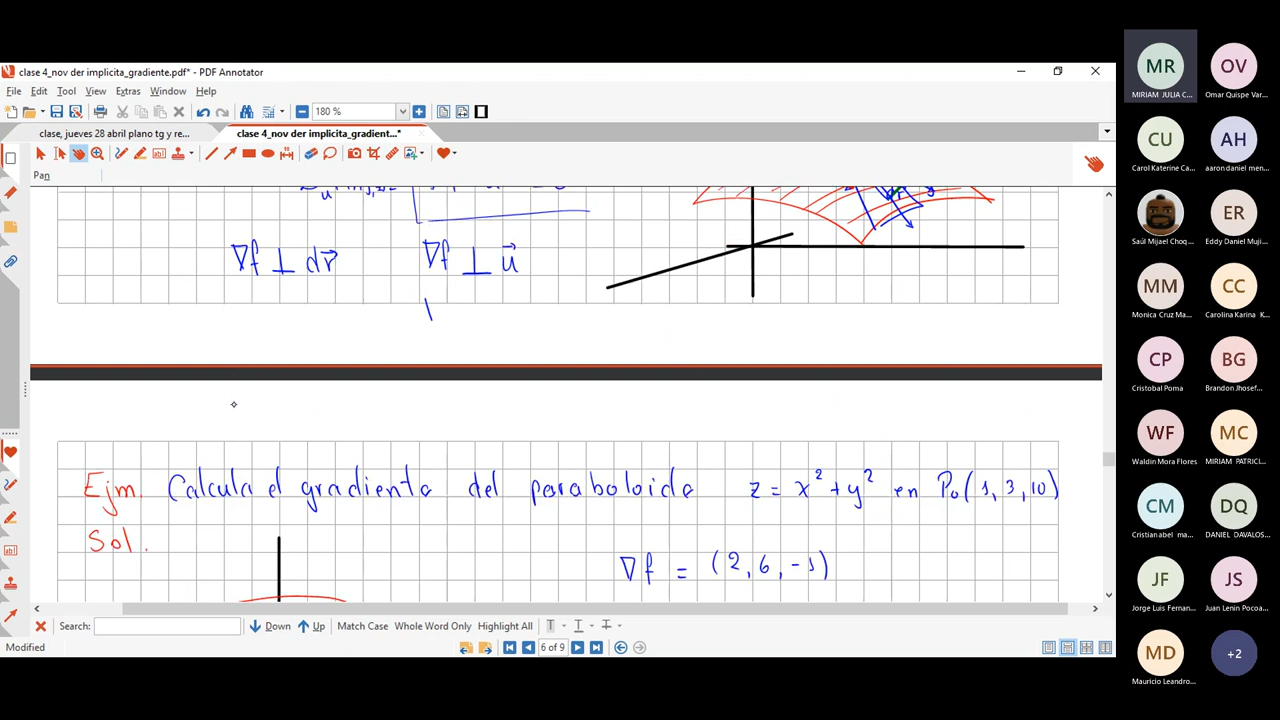 clase 4_nov der implicita_gradiente.pdf* - PDF Annotator
File Edit Tool View Extras Window Help
180 %
clase, jueves 28 abril plano tg y re...
clase 4_nov der implicita_gradient...*
Pan
∇f ⊥ dr⃗ ∇f ⊥ u⃗
Ejm. Calcula el gradiente del paraboloide z = x² + y² en Po(1, 3, 10)
Sol.
∇f = (2, 6, -1)
Search: Down Up Match Case Whole Word Only Highlight All
Modified
6 of 9
MR
MIRIAM JULIA C...
OV
Omar Quispe Var...
CU
Carol Katerine Ca...
AH
aaron daniel men...
Saúl Mijael Choq...
ER
Eddy Daniel Muji...
MM
Monica Cruz Ma...
CC
Carolina Karina K...
CP
Cristobal Poma
BG
Brandon Jhosef...
WF
Waldin Mora Flores
MC
MIRIAM PATRICI...
CM
Cristian abel ma...
DQ
DANIEL DAVALOS...
JF
Jorge Luis Fernan...
JS
Juan Lenin Pocoa...
MD
Mauricio Leandro...
+2